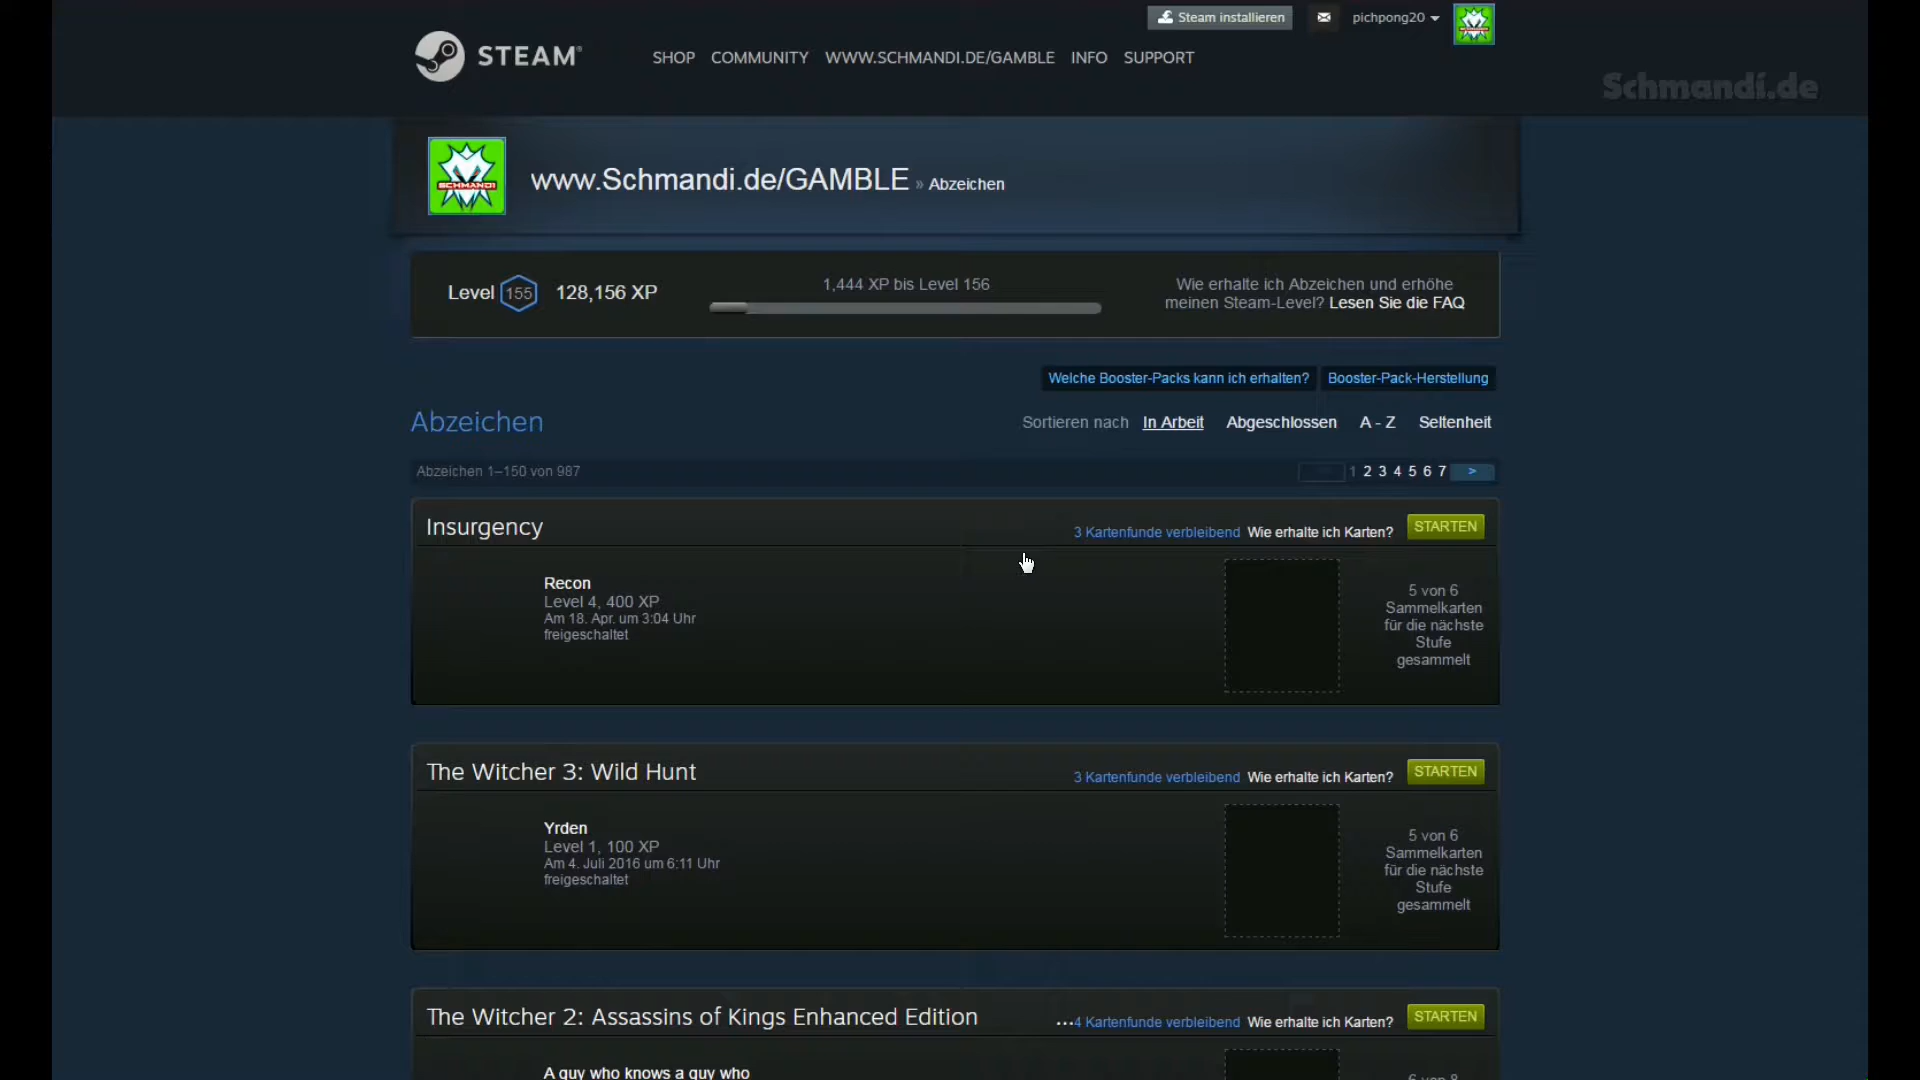 Steam installieren
pichpong20
STEAM®
SHOP COMMUNITY WWW.SCHMANDI.DE/GAMBLE INFO SUPPORT
Schmandi.de
SCHMANDI
www.Schmandi.de/GAMBLE » Abzeichen
Level 155 128,156 XP
1,444 XP bis Level 156
Wie erhalte ich Abzeichen und erhöhe
meinen Steam-Level? Lesen Sie die FAQ
Welche Booster-Packs kann ich erhalten? Booster-Pack-Herstellung
Abzeichen
Sortieren nach In Arbeit Abgeschlossen A - Z Seltenheit
Abzeichen 1–150 von 987
1 2 3 4 5 6 7 >
Insurgency
3 Kartenfunde verbleibend Wie erhalte ich Karten? STARTEN
Recon
Level 4, 400 XP
Am 18. Apr. um 3:04 Uhr
freigeschaltet
5 von 6
Sammelkarten
für die nächste
Stufe
gesammelt
The Witcher 3: Wild Hunt
3 Kartenfunde verbleibend Wie erhalte ich Karten? STARTEN
Yrden
Level 1, 100 XP
Am 4. Juli 2016 um 6:11 Uhr
freigeschaltet
5 von 6
Sammelkarten
für die nächste
Stufe
gesammelt
The Witcher 2: Assassins of Kings Enhanced Edition
...4 Kartenfunde verbleibend Wie erhalte ich Karten? STARTEN
A guy who knows a guy who
6 von 8